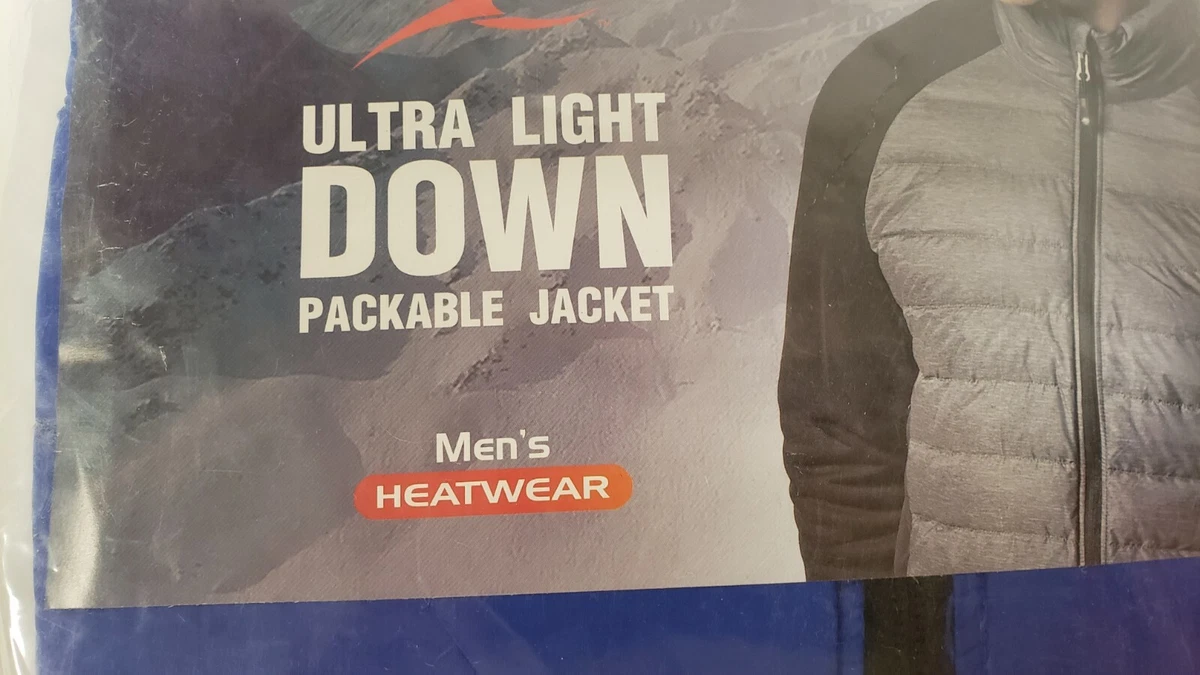 ULTRA LIGHT
DOWN
PACKABLE JACKET
Men's
HEATWEAR